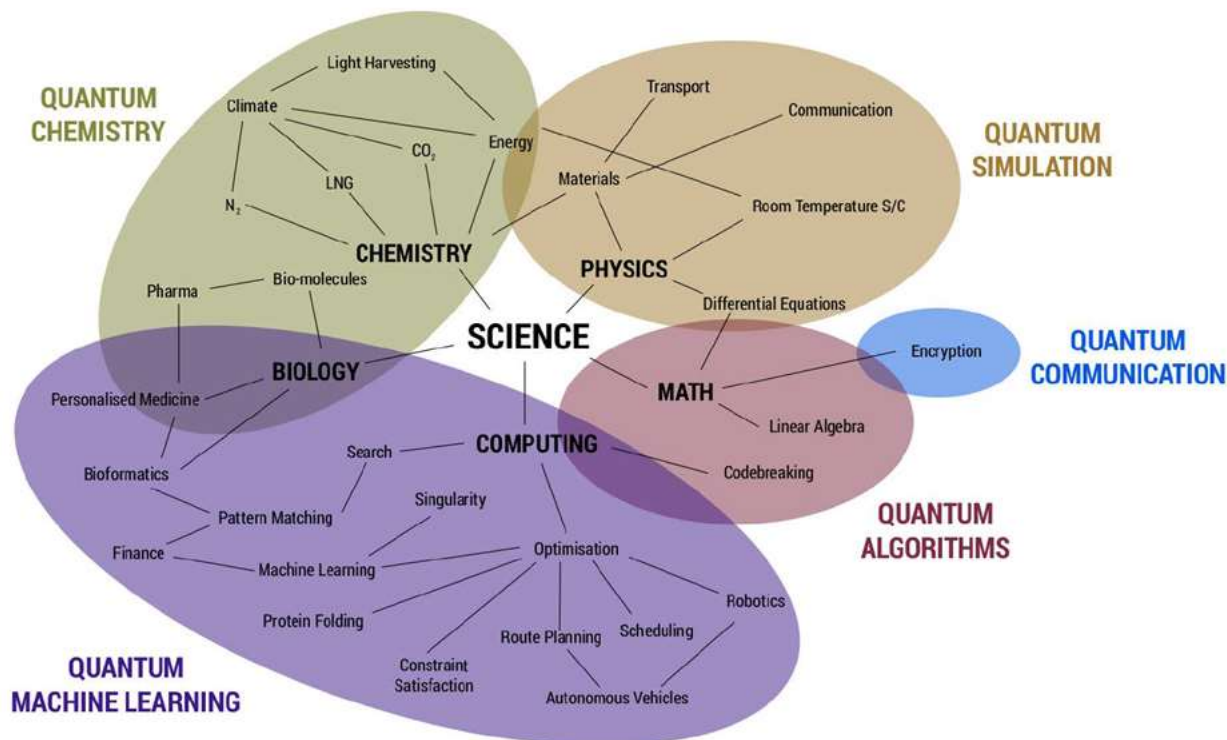 Light Harvesting
QUANTUM
CHEMISTRY
Climate
Transport
Communication
QUANTUM
SIMULATION
CO₂
Energy
LNG
Materials
N₂
Room Temperature S/C
CHEMISTRY
PHYSICS
Pharma
Bio-molecules
Differential Equations
SCIENCE
Encryption
QUANTUM
COMMUNICATION
BIOLOGY
MATH
Personalised Medicine
Linear Algebra
COMPUTING
Search
Codebreaking
Bioformatics
Singularity
Pattern Matching
QUANTUM
ALGORITHMS
Finance
Optimisation
Machine Learning
Robotics
Protein Folding
Route Planning
Scheduling
Constraint
Satisfaction
QUANTUM
MACHINE LEARNING
Autonomous Vehicles